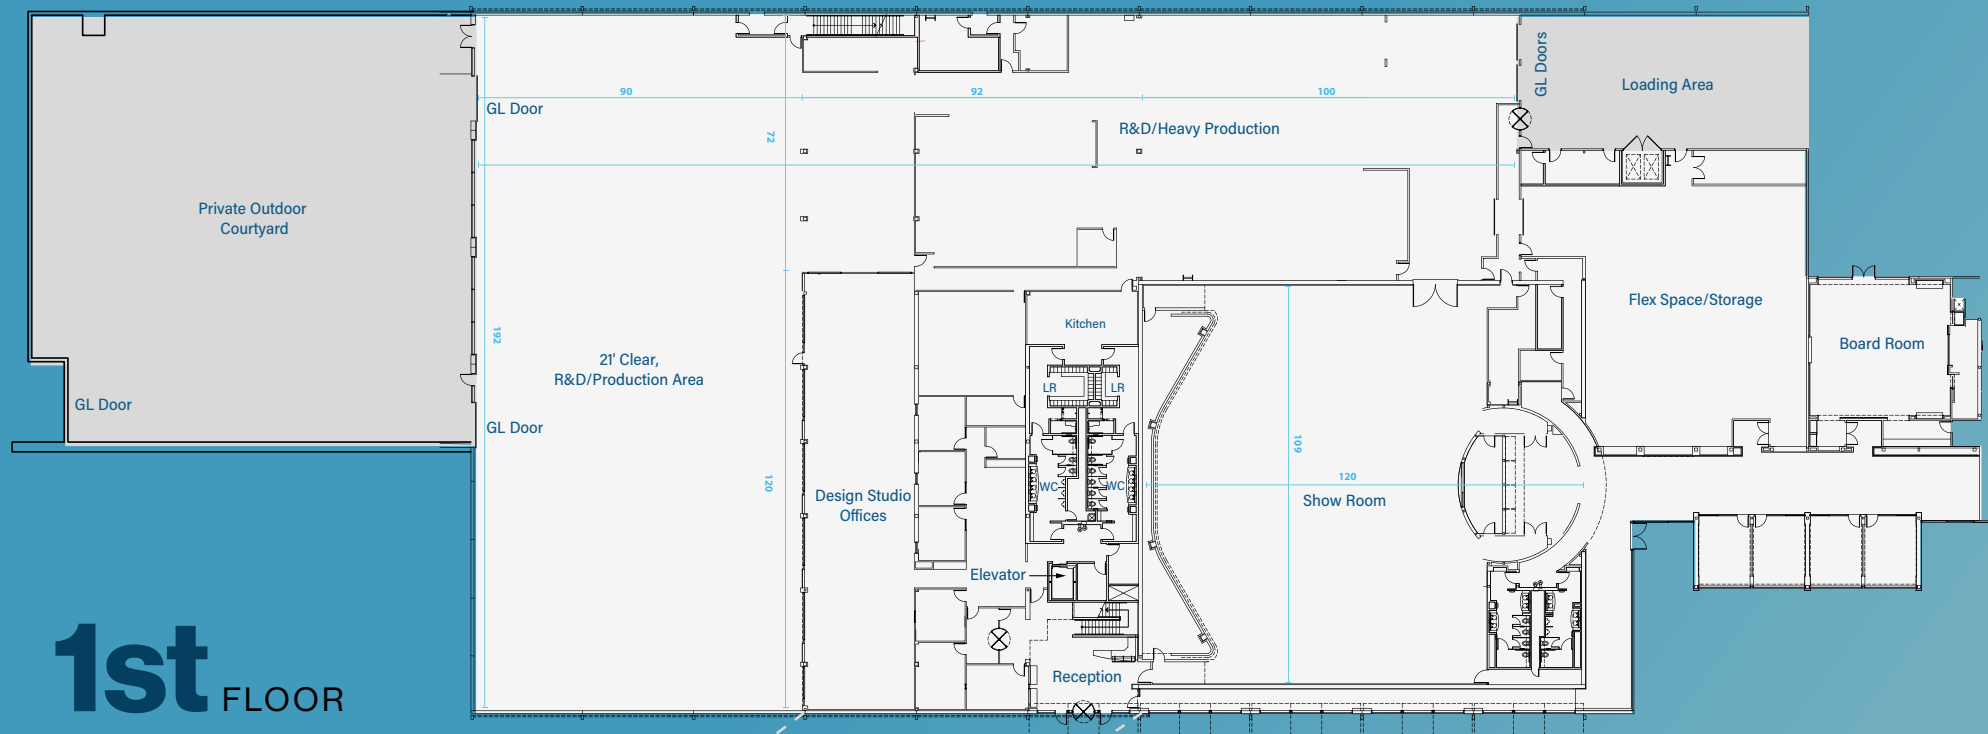 GL Doors
Loading Area
90
92
100
GL Door
72
R&D/Heavy Production
Private Outdoor
Courtyard
192
21' Clear,
R&D/Production Area
Kitchen
Flex Space/Storage
Board Room
LR
LR
GL Door
GL Door
109
120
120
Show Room
WC
WC
Design Studio
Offices
Elevator
Reception
1st FLOOR